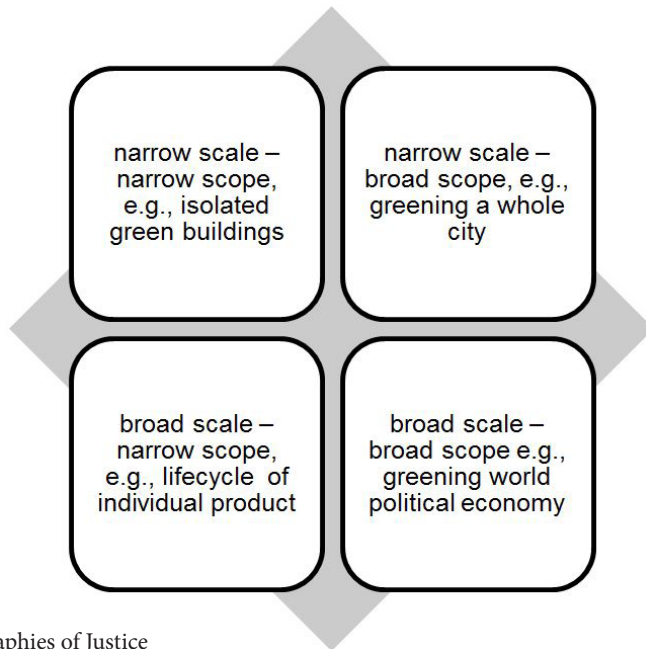 narrow scale –
narrow scope,
e.g., isolated
green buildings
narrow scale –
broad scope, e.g.,
greening a whole
city
broad scale –
narrow scope,
e.g., lifecycle of
individual product
broad scale –
broad scope e.g.,
greening world
political economy
of Justice